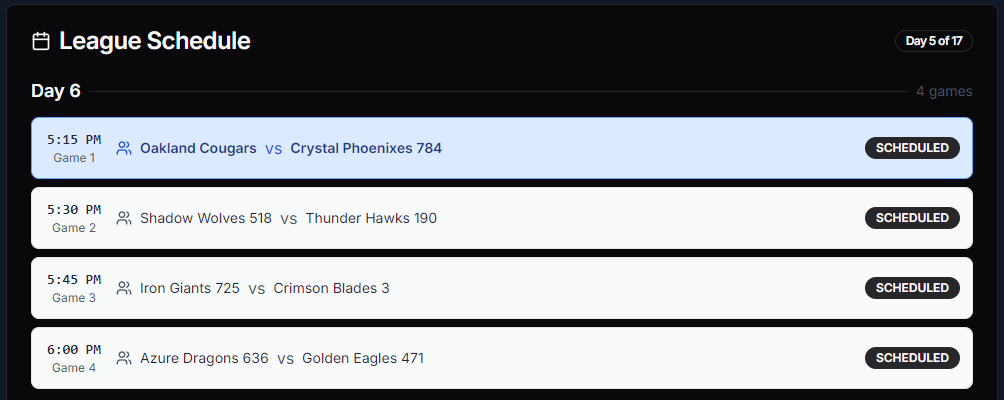 League Schedule
Day 5 of 17
Day 6
4 games
5:15 PM
Game 1
Oakland Cougars vs Crystal Phoenixes 784
SCHEDULED
5:30 PM
Game 2
Shadow Wolves 518 vs Thunder Hawks 190
SCHEDULED
5:45 PM
Game 3
Iron Giants 725 vs Crimson Blades 3
SCHEDULED
6:00 PM
Game 4
Azure Dragons 636 vs Golden Eagles 471
SCHEDULED